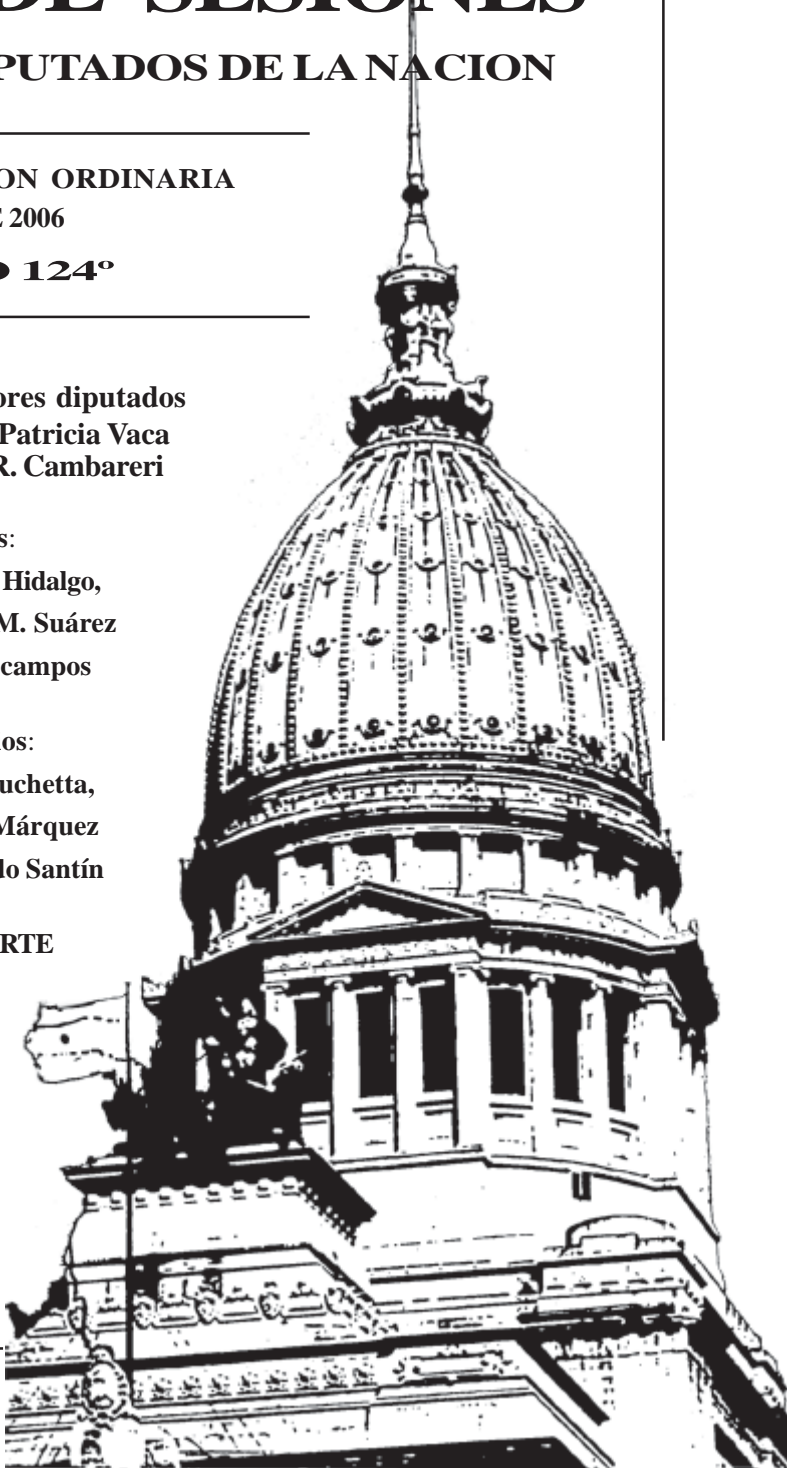 DE SESIONES
PUTADOS DE LA NACION
ON ORDINARIA
E 2006
O 124º
ores diputados
Patricia Vaca
R. Cambareri
s:
Hidalgo,
M. Suárez
campos
ios:
uchetta,
Márquez
do Santín
RTE